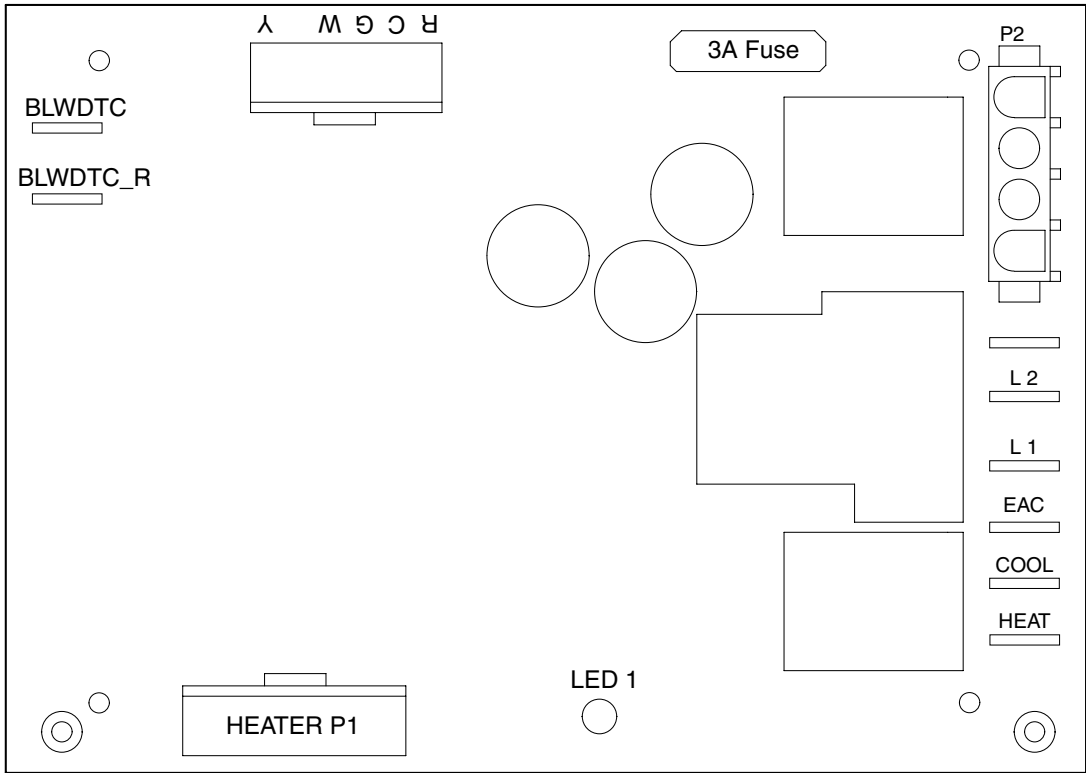 Y W G C R
3A Fuse
P2
BLWDTC
BLWDTC_R
L 2
L 1
EAC
COOL
HEAT
LED 1
HEATER P1